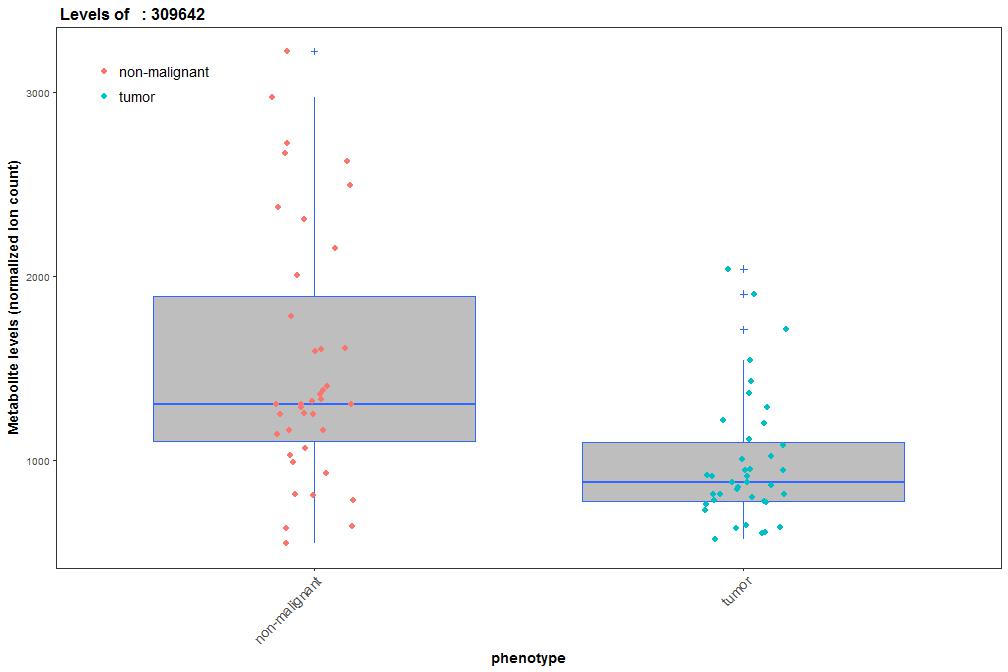 Levels of : 309642
non-malignant
tumor
3000
2000
1000
Metabolite levels (normalized Ion count)
non-malignant
tumor
phenotype